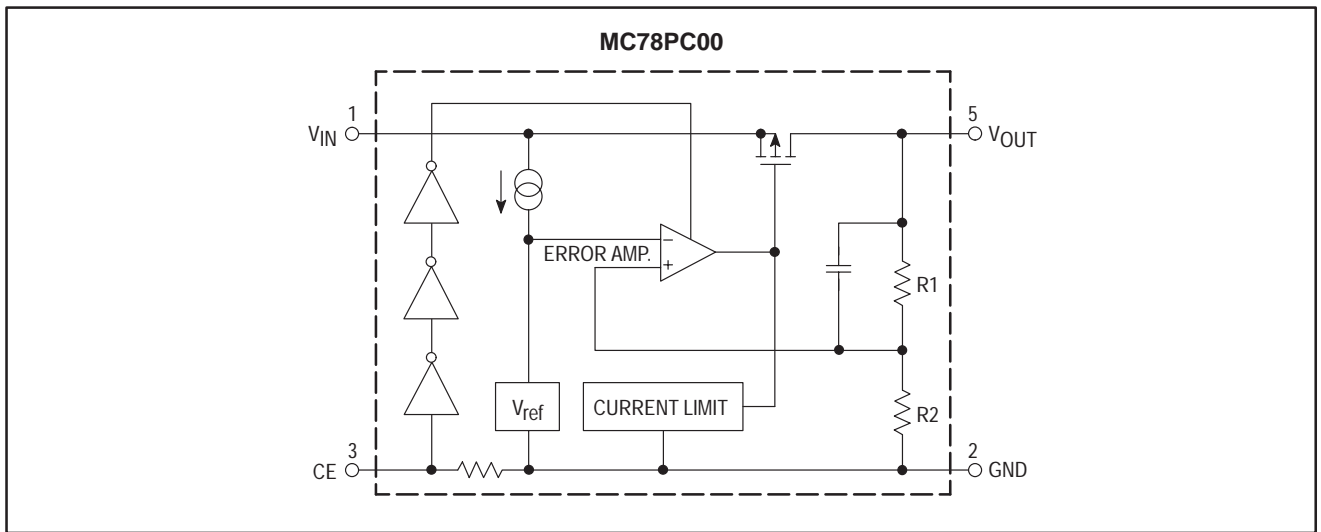 MC78PC00
1
VIN
5
VOUT
−
ERROR AMP.
+
R1
Vref
CURRENT LIMIT
R2
3
CE
2
GND